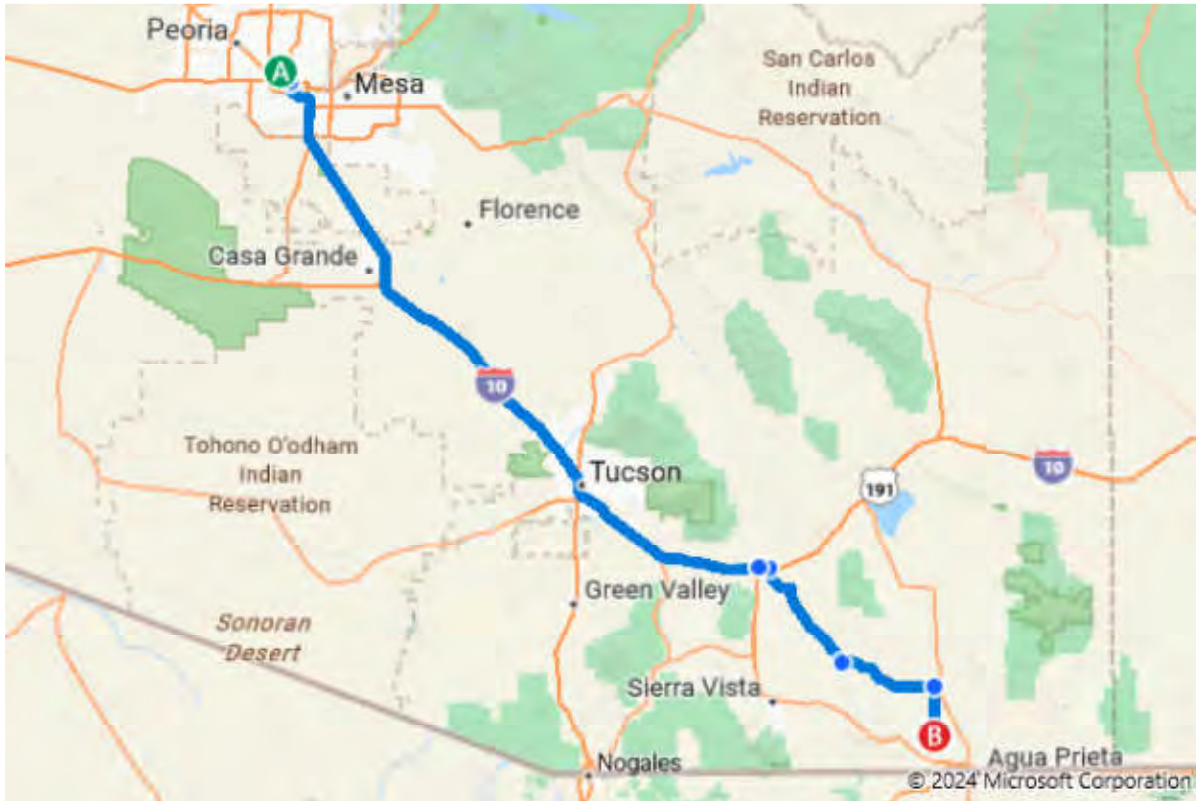 Peoria
A
Mesa
San Carlos
Indian
Reservation
Florence
Casa Grande
10
Tohono O'odham
Indian
Reservation
Tucson
191
10
Green Valley
Sonoran
Desert
Sierra Vista
B
Nogales
Agua Prieta
© 2024 Microsoft Corporation